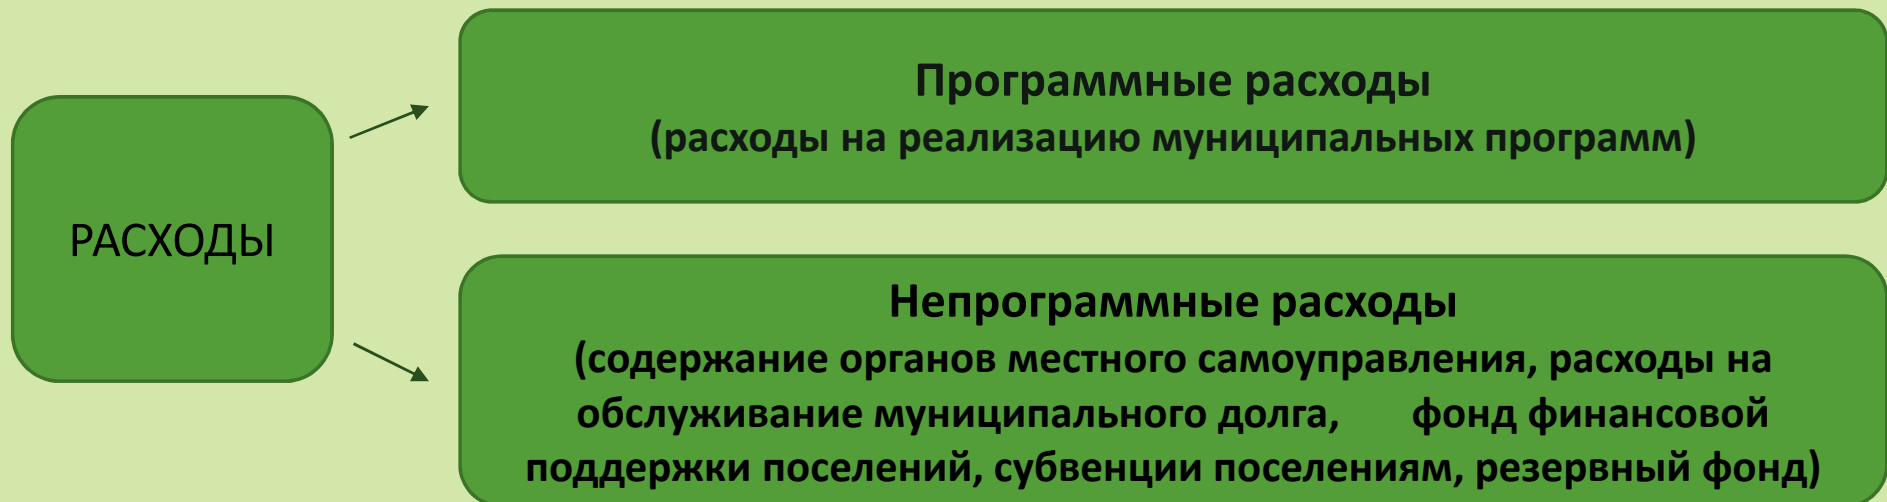 РАСХОДЫ
Программные расходы
(расходы на реализацию муниципальных программ)
Непрограммные расходы
(содержание органов местного самоуправления, расходы на
обслуживание муниципального долга, фонд финансовой
поддержки поселений, субвенции поселениям, резервный фонд)